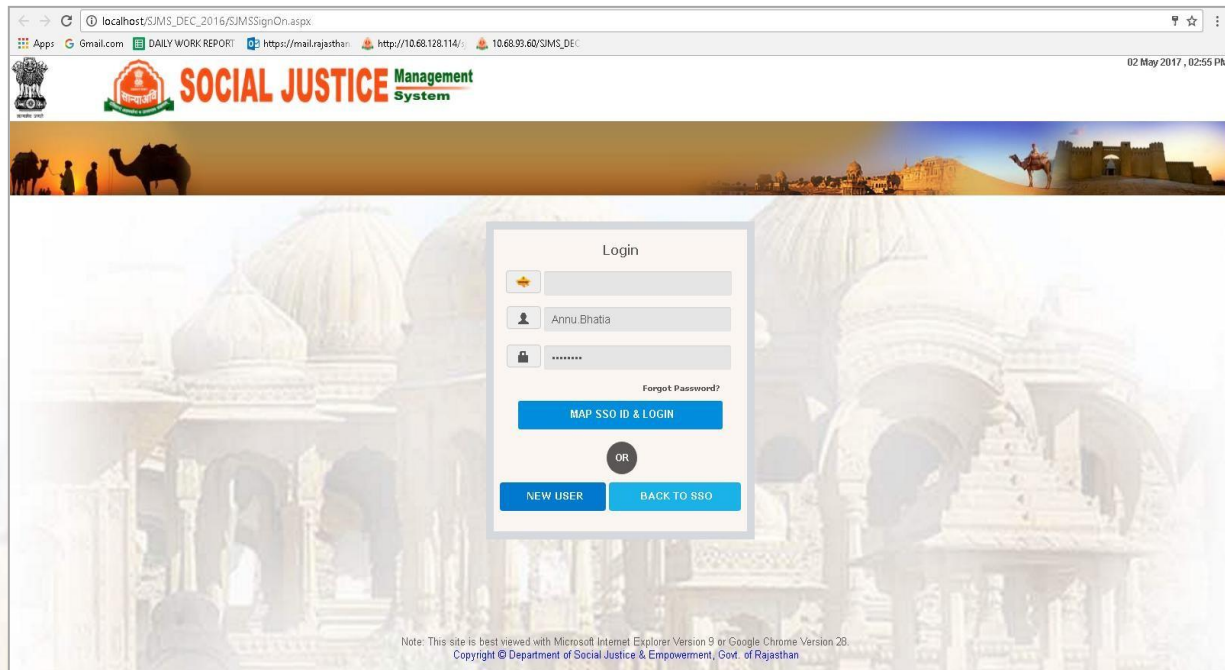 localhost/SJMS_DEC_2016/SJMSSignOn.aspx
Apps Gmail.com DAILY WORK REPORT https://mail.rajasthan http://10.68.128.114/s 10.68.93.60/SJMS_DEC
02 May 2017 , 02:55 PM
SOCIAL JUSTICE Management
System
Login
Annu.Bhatia
••••••••
Forgot Password?
MAP SSO ID & LOGIN
OR
NEW USER BACK TO SSO
Note: This site is best viewed with Microsoft Internet Explorer Version 9 or Google Chrome Version 28.
Copyright © Department of Social Justice & Empowerment, Govt. of Rajasthan